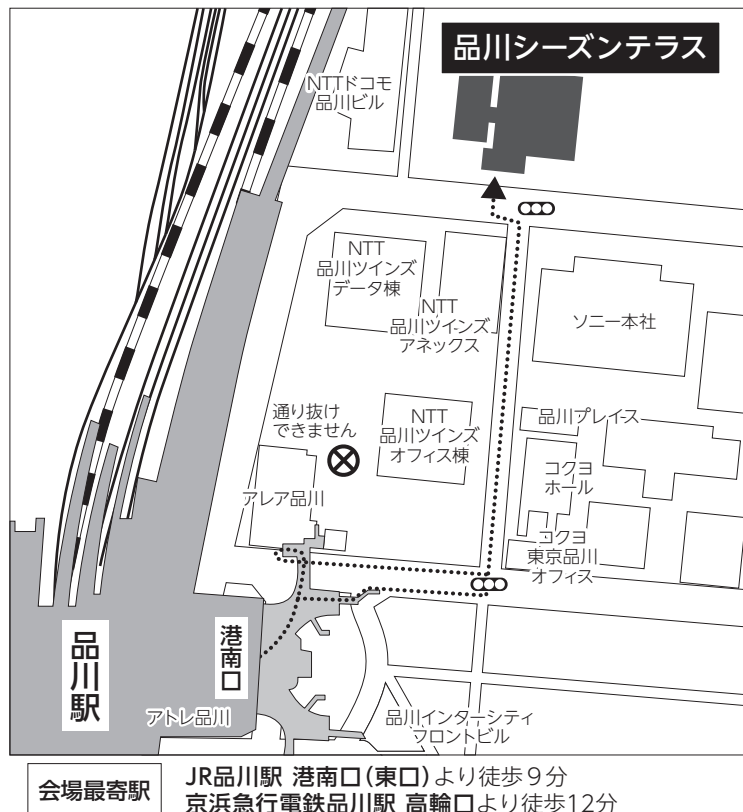 品川シーズンテラス
NTTドコモ
品川ビル
NTT
品川ツインズ
データ棟
NTT
品川ツインズ
アネックス
ソニー本社
通り抜け
できません
NTT
品川ツインズ
オフィス棟
品川プレイス
コクヨ
ホール
アレア品川
コクヨ
東京品川
オフィス
港南口
品川駅
アトレ品川
品川インターシティ
フロントビル
会場最寄駅
JR品川駅 港南口(東口)より徒歩9分
京浜急行電鉄品川駅 高輪口より徒歩12分